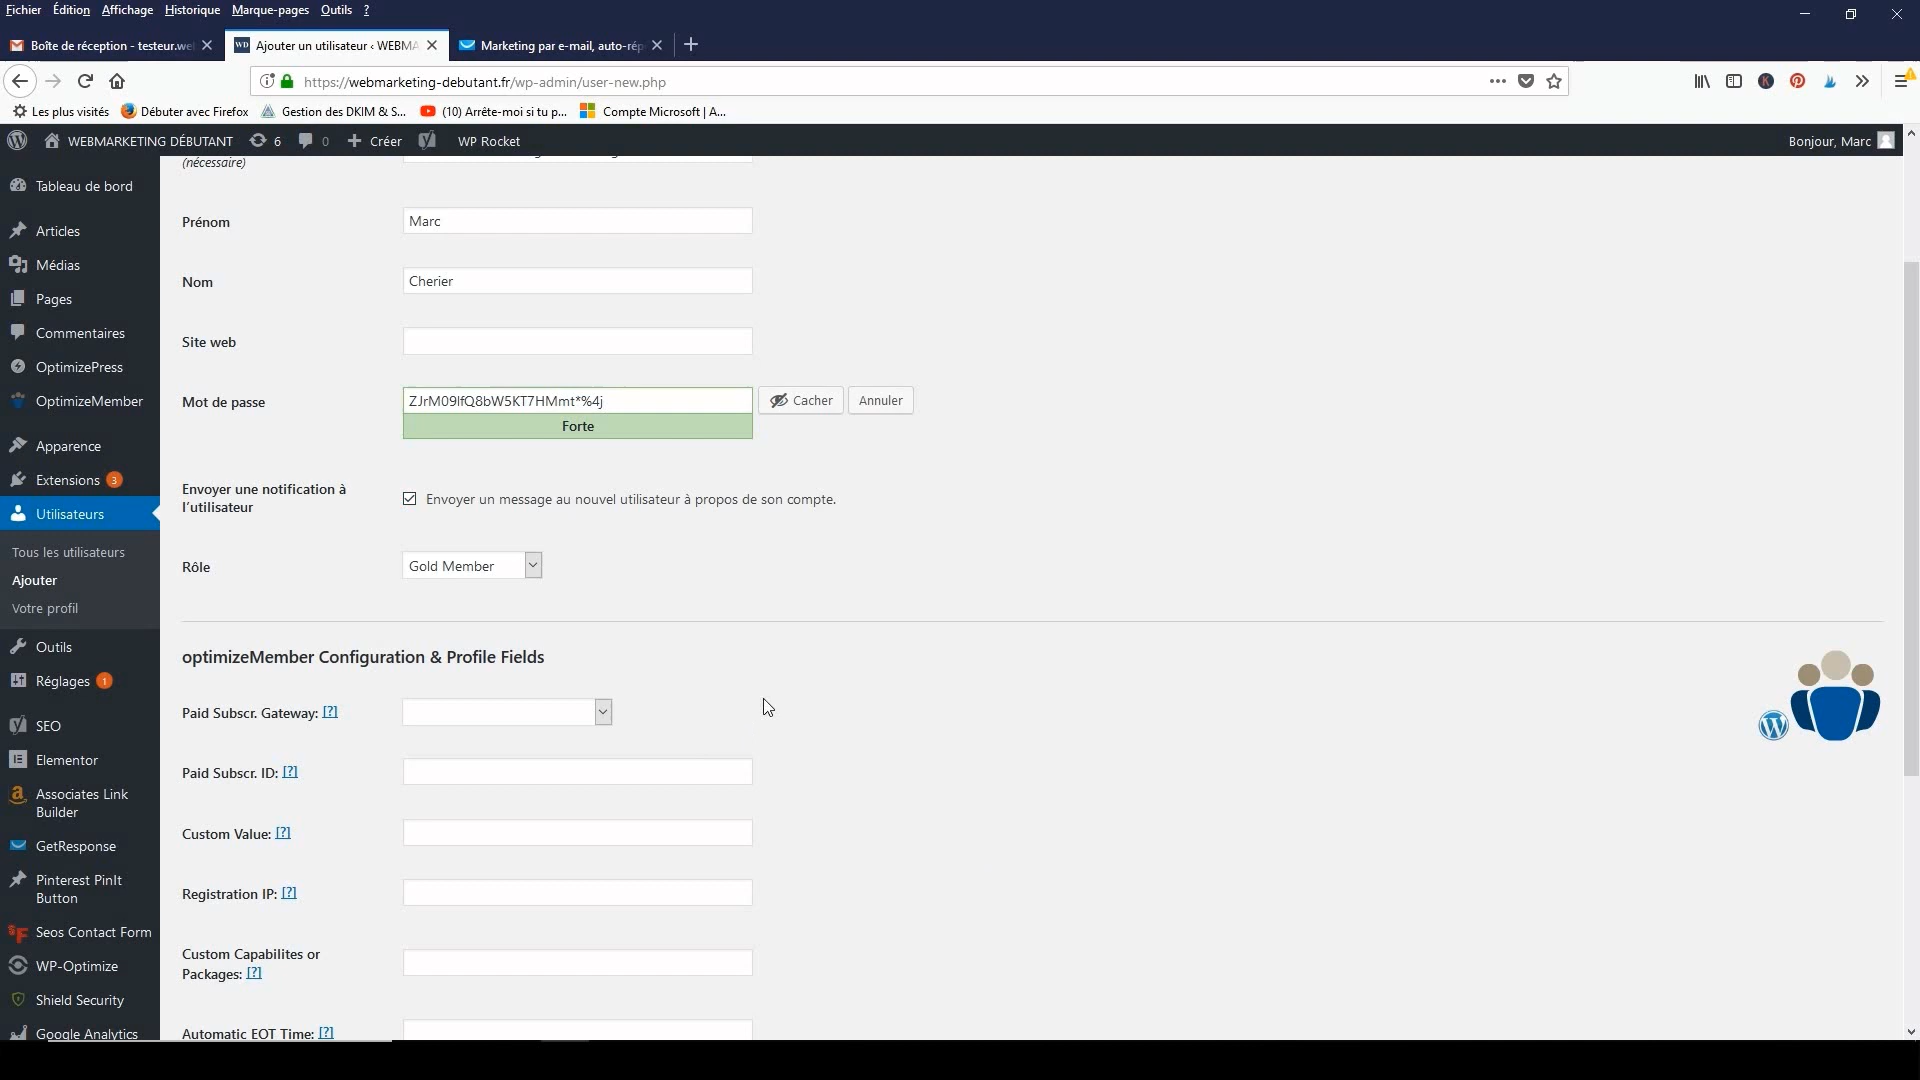 Fichier Édition Affichage Historique Marque-pages Outils ?
Boîte de réception - testeur.we
Ajouter un utilisateur ‹ WEBMA
Marketing par e-mail, auto-rép
https://webmarketing-debutant.fr/wp-admin/user-new.php
Les plus visités Débuter avec Firefox Gestion des DKIM & S... (10) Arrête-moi si tu p... Compte Microsoft | A...
WEBMARKETING DÉBUTANT 6 0 Créer WP Rocket Bonjour, Marc
(nécessaire)
Tableau de bord
Articles
Médias
Pages
Commentaires
OptimizePress
OptimizeMember
Apparence
Extensions 3
Utilisateurs
Tous les utilisateurs
Ajouter
Votre profil
Outils
Réglages 1
SEO
Elementor
Associates Link
Builder
GetResponse
Pinterest PinIt
Button
Seos Contact Form
WP-Optimize
Shield Security
Google Analytics
Prénom Marc
Nom Cherier
Site web
Mot de passe ZJrM09lfQ8bW5KT7HMmt*%4j Cacher Annuler
Forte
Envoyer une notification à
l’utilisateur
Envoyer un message au nouvel utilisateur à propos de son compte.
Rôle Gold Member
optimizeMember Configuration & Profile Fields
Paid Subscr. Gateway: [?]
Paid Subscr. ID: [?]
Custom Value: [?]
Registration IP: [?]
Custom Capabilites or
Packages: [?]
Automatic EOT Time: [?]